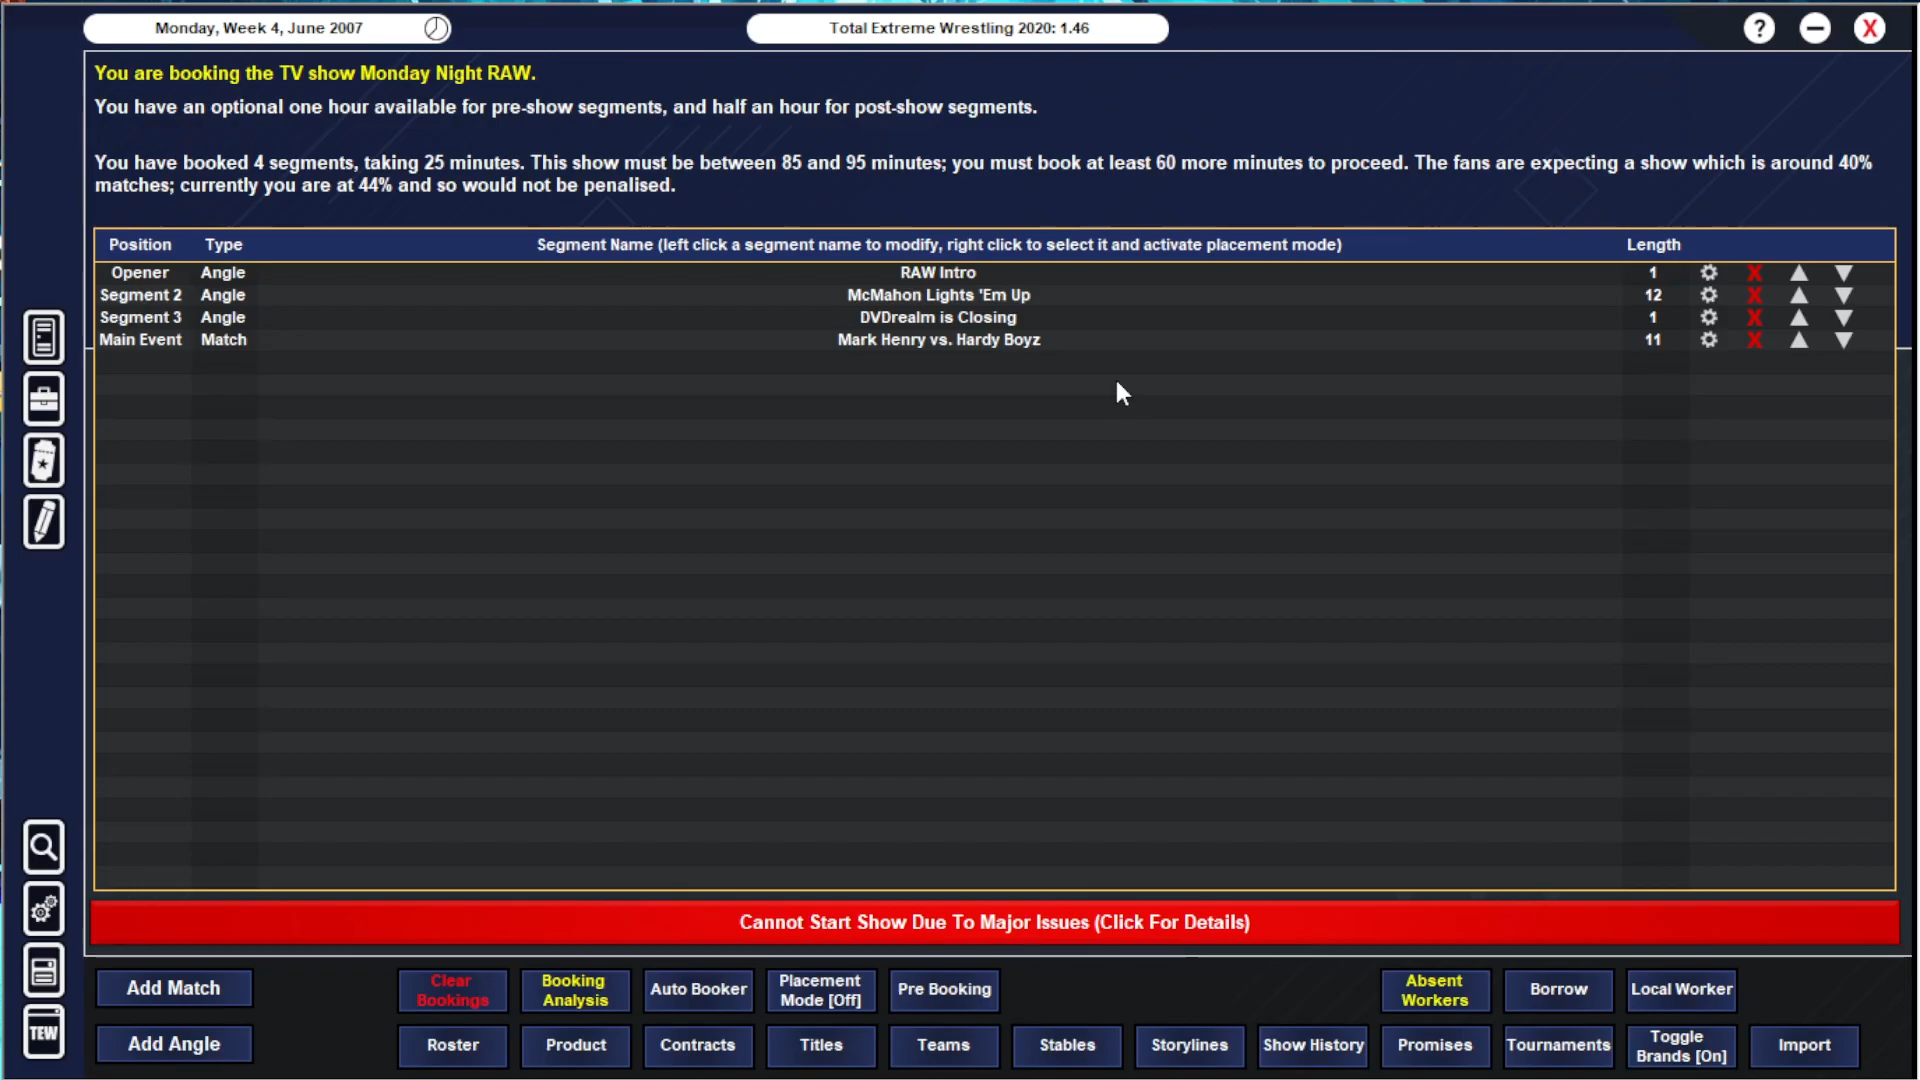 Monday, Week 4, June 2007
Total Extreme Wrestling 2020: 1.46
?
X
You are booking the TV show Monday Night RAW.
You have an optional one hour available for pre-show segments, and half an hour for post-show segments.
You have booked 4 segments, taking 25 minutes. This show must be between 85 and 95 minutes; you must book at least 60 more minutes to proceed. The fans are expecting a show which is around 40%
matches; currently you are at 44% and so would not be penalised.
Position Type Segment Name (left click a segment name to modify, right click to select it and activate placement mode) Length
Opener Angle RAW Intro 1 X
Segment 2 Angle McMahon Lights 'Em Up 12 X
Segment 3 Angle DVDrealm is Closing 1 X
Main Event Match Mark Henry vs. Hardy Boyz 11 X
Cannot Start Show Due To Major Issues (Click For Details)
Add Match
Clear
Bookings
Booking
Analysis
Auto Booker
Placement
Mode [Off]
Pre Booking
Absent
Workers
Borrow
Local Worker
TEW
Add Angle
Roster
Product
Contracts
Titles
Teams
Stables
Storylines
Show History
Promises
Tournaments
Toggle
Brands [On]
Import